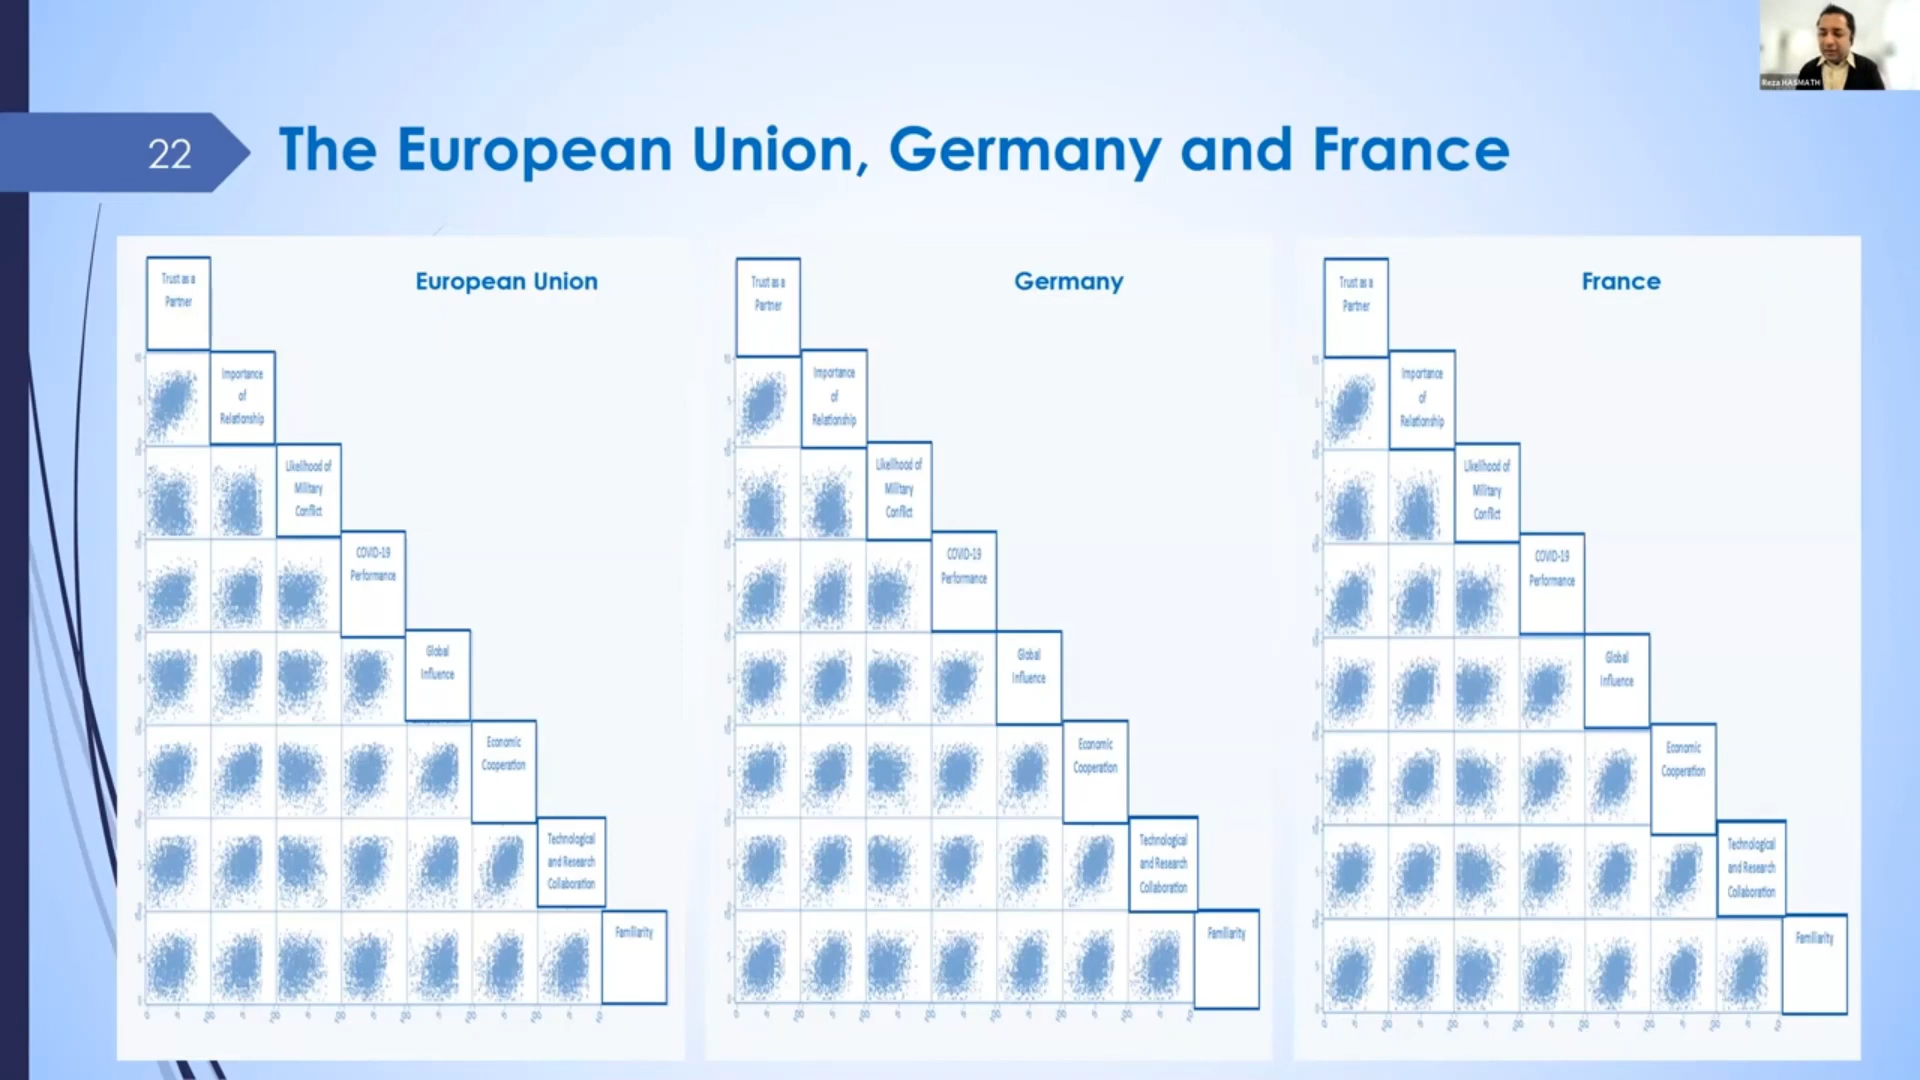 Reza HASMATH
22
The European Union, Germany and France
European Union
Trust as a
Partner
Importance
of
Relationship
Likelihood of
Military
Conflict
COVID-19
Performance
Global
Influence
Economic
Cooperation
Technological
and Research
Collaboration
Familiarity
Germany
Trust as a
Partner
Importance
of
Relationship
Likelihood of
Military
Conflict
COVID-19
Performance
Global
Influence
Economic
Cooperation
Technological
and Research
Collaboration
Familiarity
France
Trust as a
Partner
Importance
of
Relationship
Likelihood of
Military
Conflict
COVID-19
Performance
Global
Influence
Economic
Cooperation
Technological
and Research
Collaboration
Familiarity